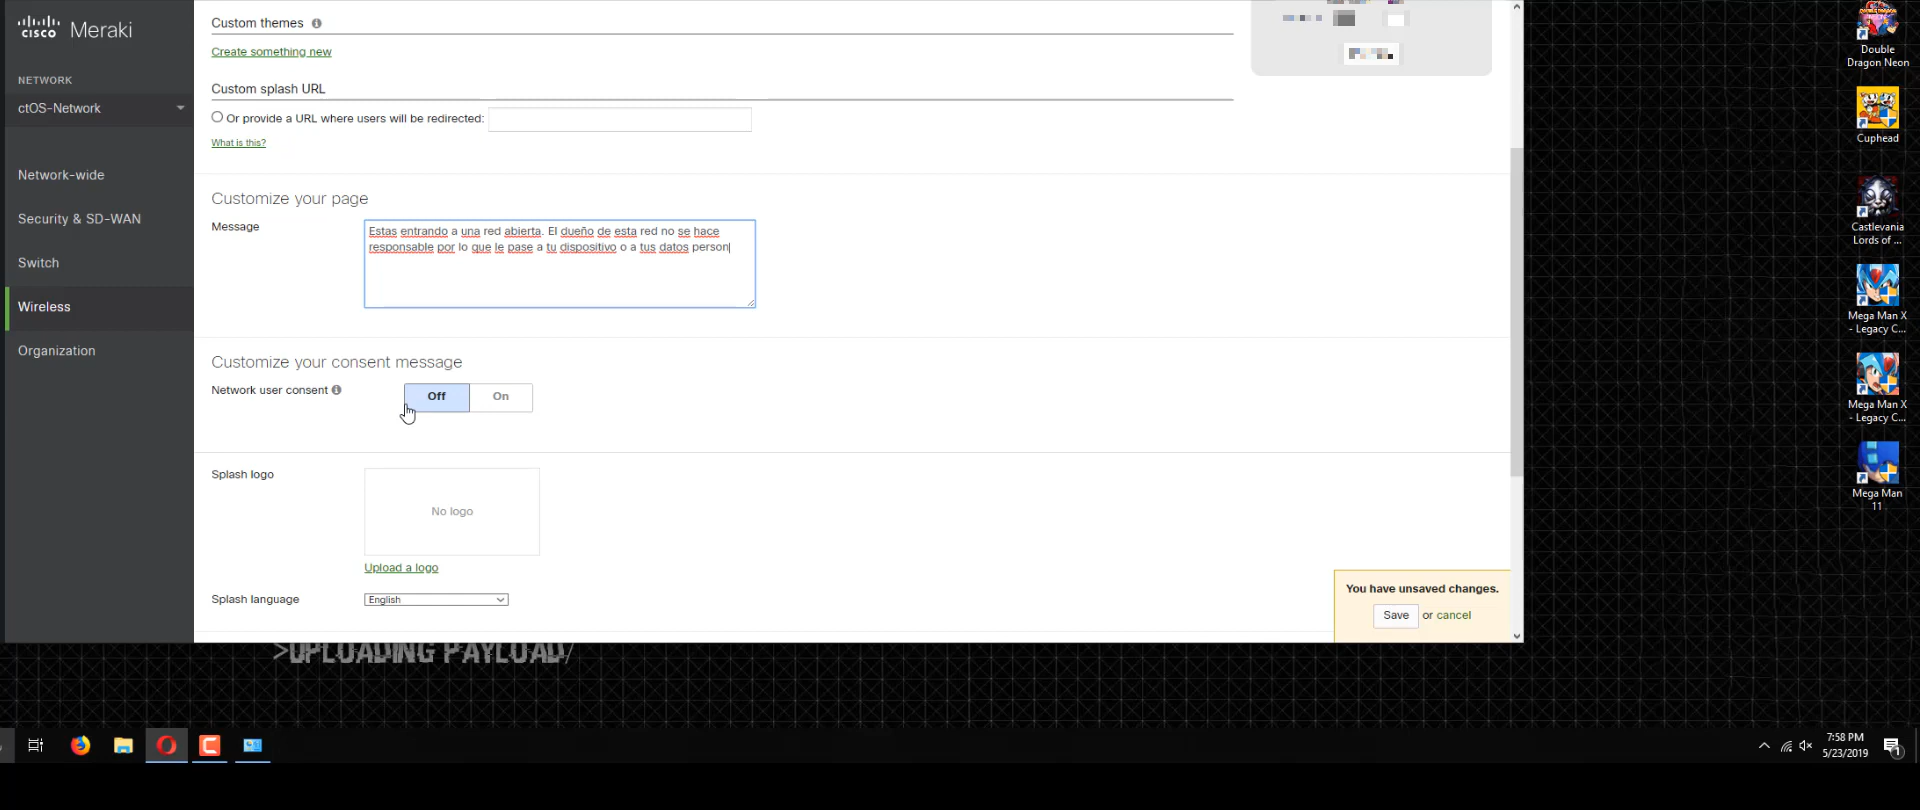 cisco Meraki
NETWORK
ctOS-Network
Network-wide
Security & SD-WAN
Switch
Wireless
Organization
Custom themes
Create something new
Custom splash URL
Or provide a URL where users will be redirected:
What is this?
Customize your page
Message
Estas entrando a una red abierta. El dueño de esta red no se hace
responsable por lo que le pase a tu dispositivo o a tus datos person
Customize your consent message
Network user consent
Off
On
Splash logo
No logo
Upload a logo
Splash language
English
You have unsaved changes.
Save or cancel
>UPLOADING PAYLOAD/
Double
Dragon Neon
Cuphead
Castlevania
Lords of ...
Mega Man X
- Legacy C...
Mega Man X
- Legacy C...
Mega Man
11
7:58 PM
5/23/2019
1